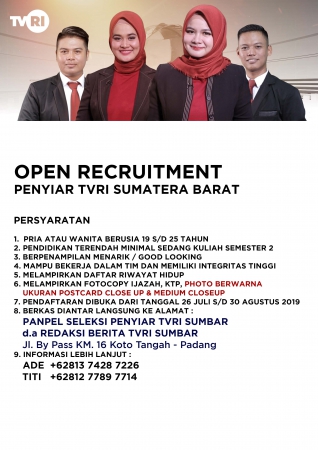 TVRI
OPEN RECRUITMENT
PENYIAR TVRI SUMATERA BARAT
PERSYARATAN
1. PRIA ATAU WANITA BERUSIA 19 S/D 25 TAHUN
2. PENDIDIKAN TERENDAH MINIMAL SEDANG KULIAH SEMESTER 2
3. BERPENAMPILAN MENARIK / GOOD LOOKING
4. MAMPU BEKERJA DALAM TIM DAN MEMILIKI INTEGRITAS TINGGI
5. MELAMPIRKAN DAFTAR RIWAYAT HIDUP
6. MELAMPIRKAN FOTOCOPY IJAZAH, KTP, PHOTO BERWARNA
UKURAN POSTCARD CLOSE UP & MEDIUM CLOSEUP
7. PENDAFTARAN DIBUKA DARI TANGGAL 26 JULI S/D 30 AGUSTUS 2019
8. BERKAS DIANTAR LANGSUNG KE ALAMAT :
PANPEL SELEKSI PENYIAR TVRI SUMBAR
d.a REDAKSI BERITA TVRI SUMBAR
Jl. By Pass KM. 16 Koto Tangah - Padang
9. INFORMASI LEBIH LANJUT :
ADE +62813 7428 7226
TITI +62812 7789 7714